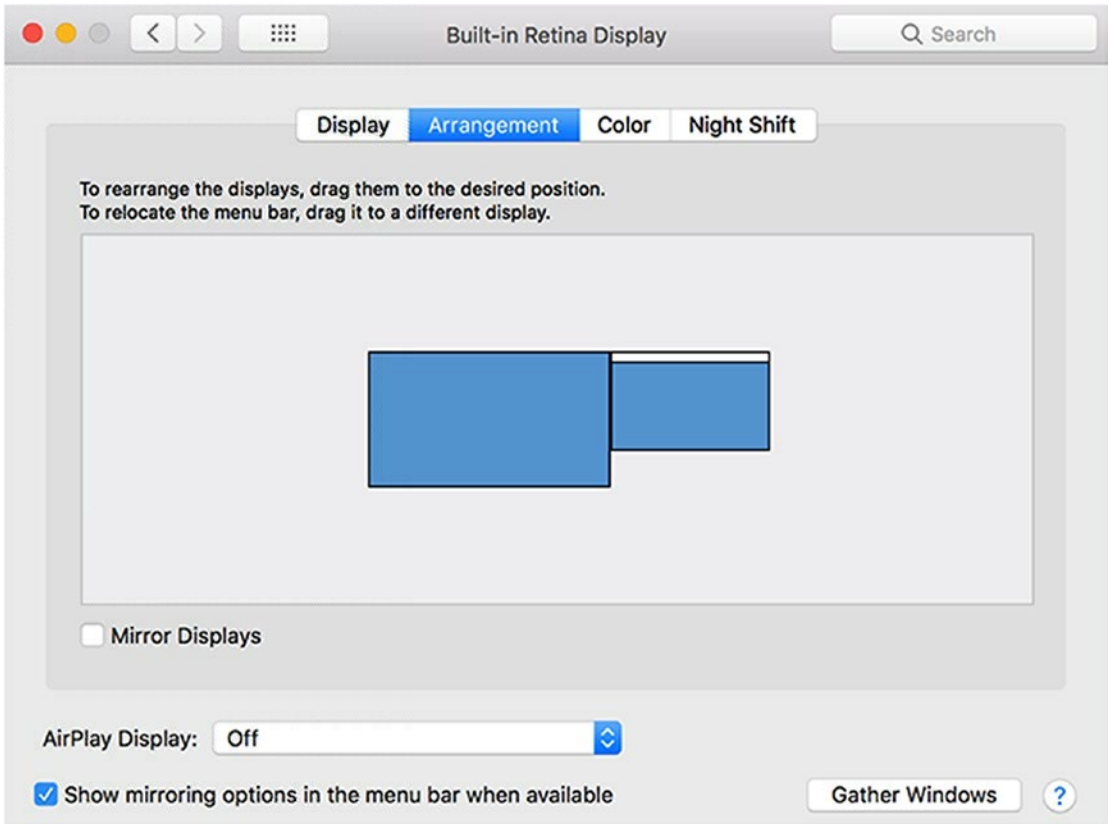 Built-in Retina Display
Search
Display Arrangement Color Night Shift
To rearrange the displays, drag them to the desired position.
To relocate the menu bar, drag it to a different display.
Mirror Displays
AirPlay Display: Off
Show mirroring options in the menu bar when available
Gather Windows ?